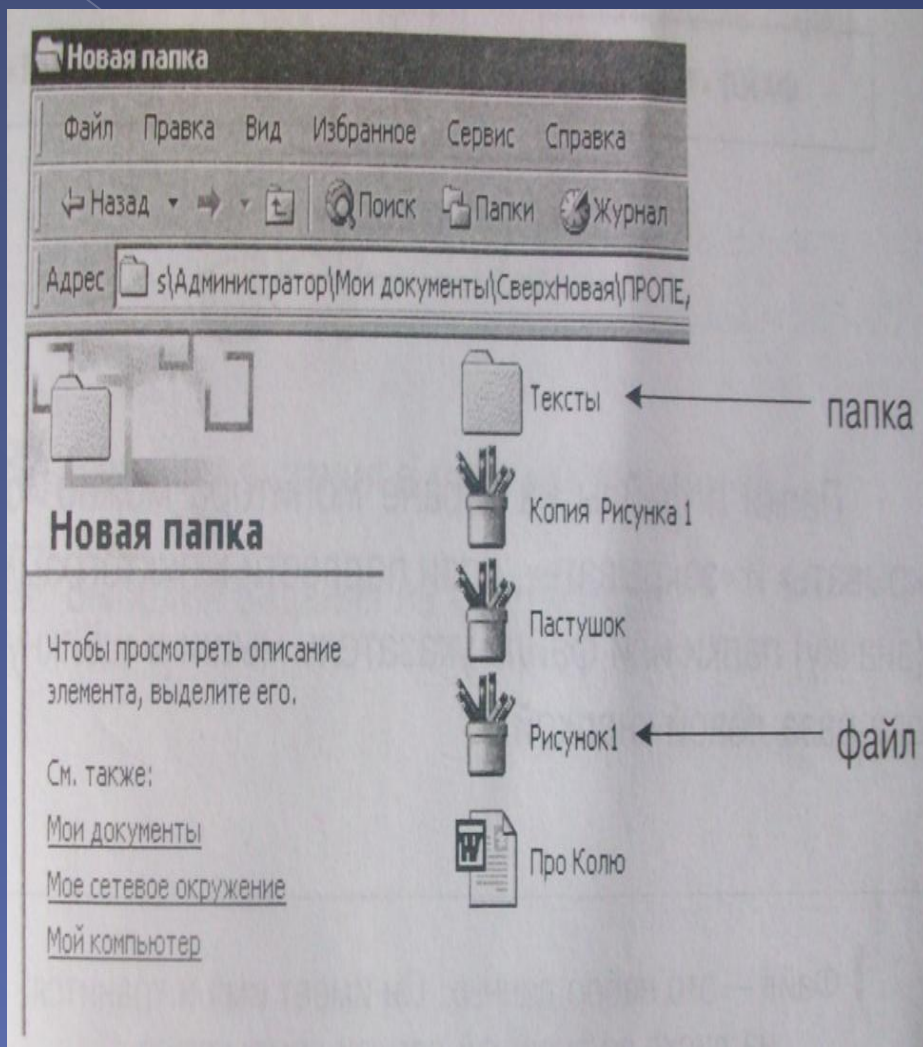 Новая папка
Файл Правка Вид Избранное Сервис Справка
Назад Поиск Папки Журнал
Адрес s\Администратор\Мои документы\СверхНовая\ПРОПЕ,
Тексты папка
Копия Рисунка 1
Новая папка
Пастушок
Чтобы просмотреть описание
элемента, выделите его.
Рисунок1 файл
См. также:
Мои документы
Мое сетевое окружение
Мой компьютер
Про Колю